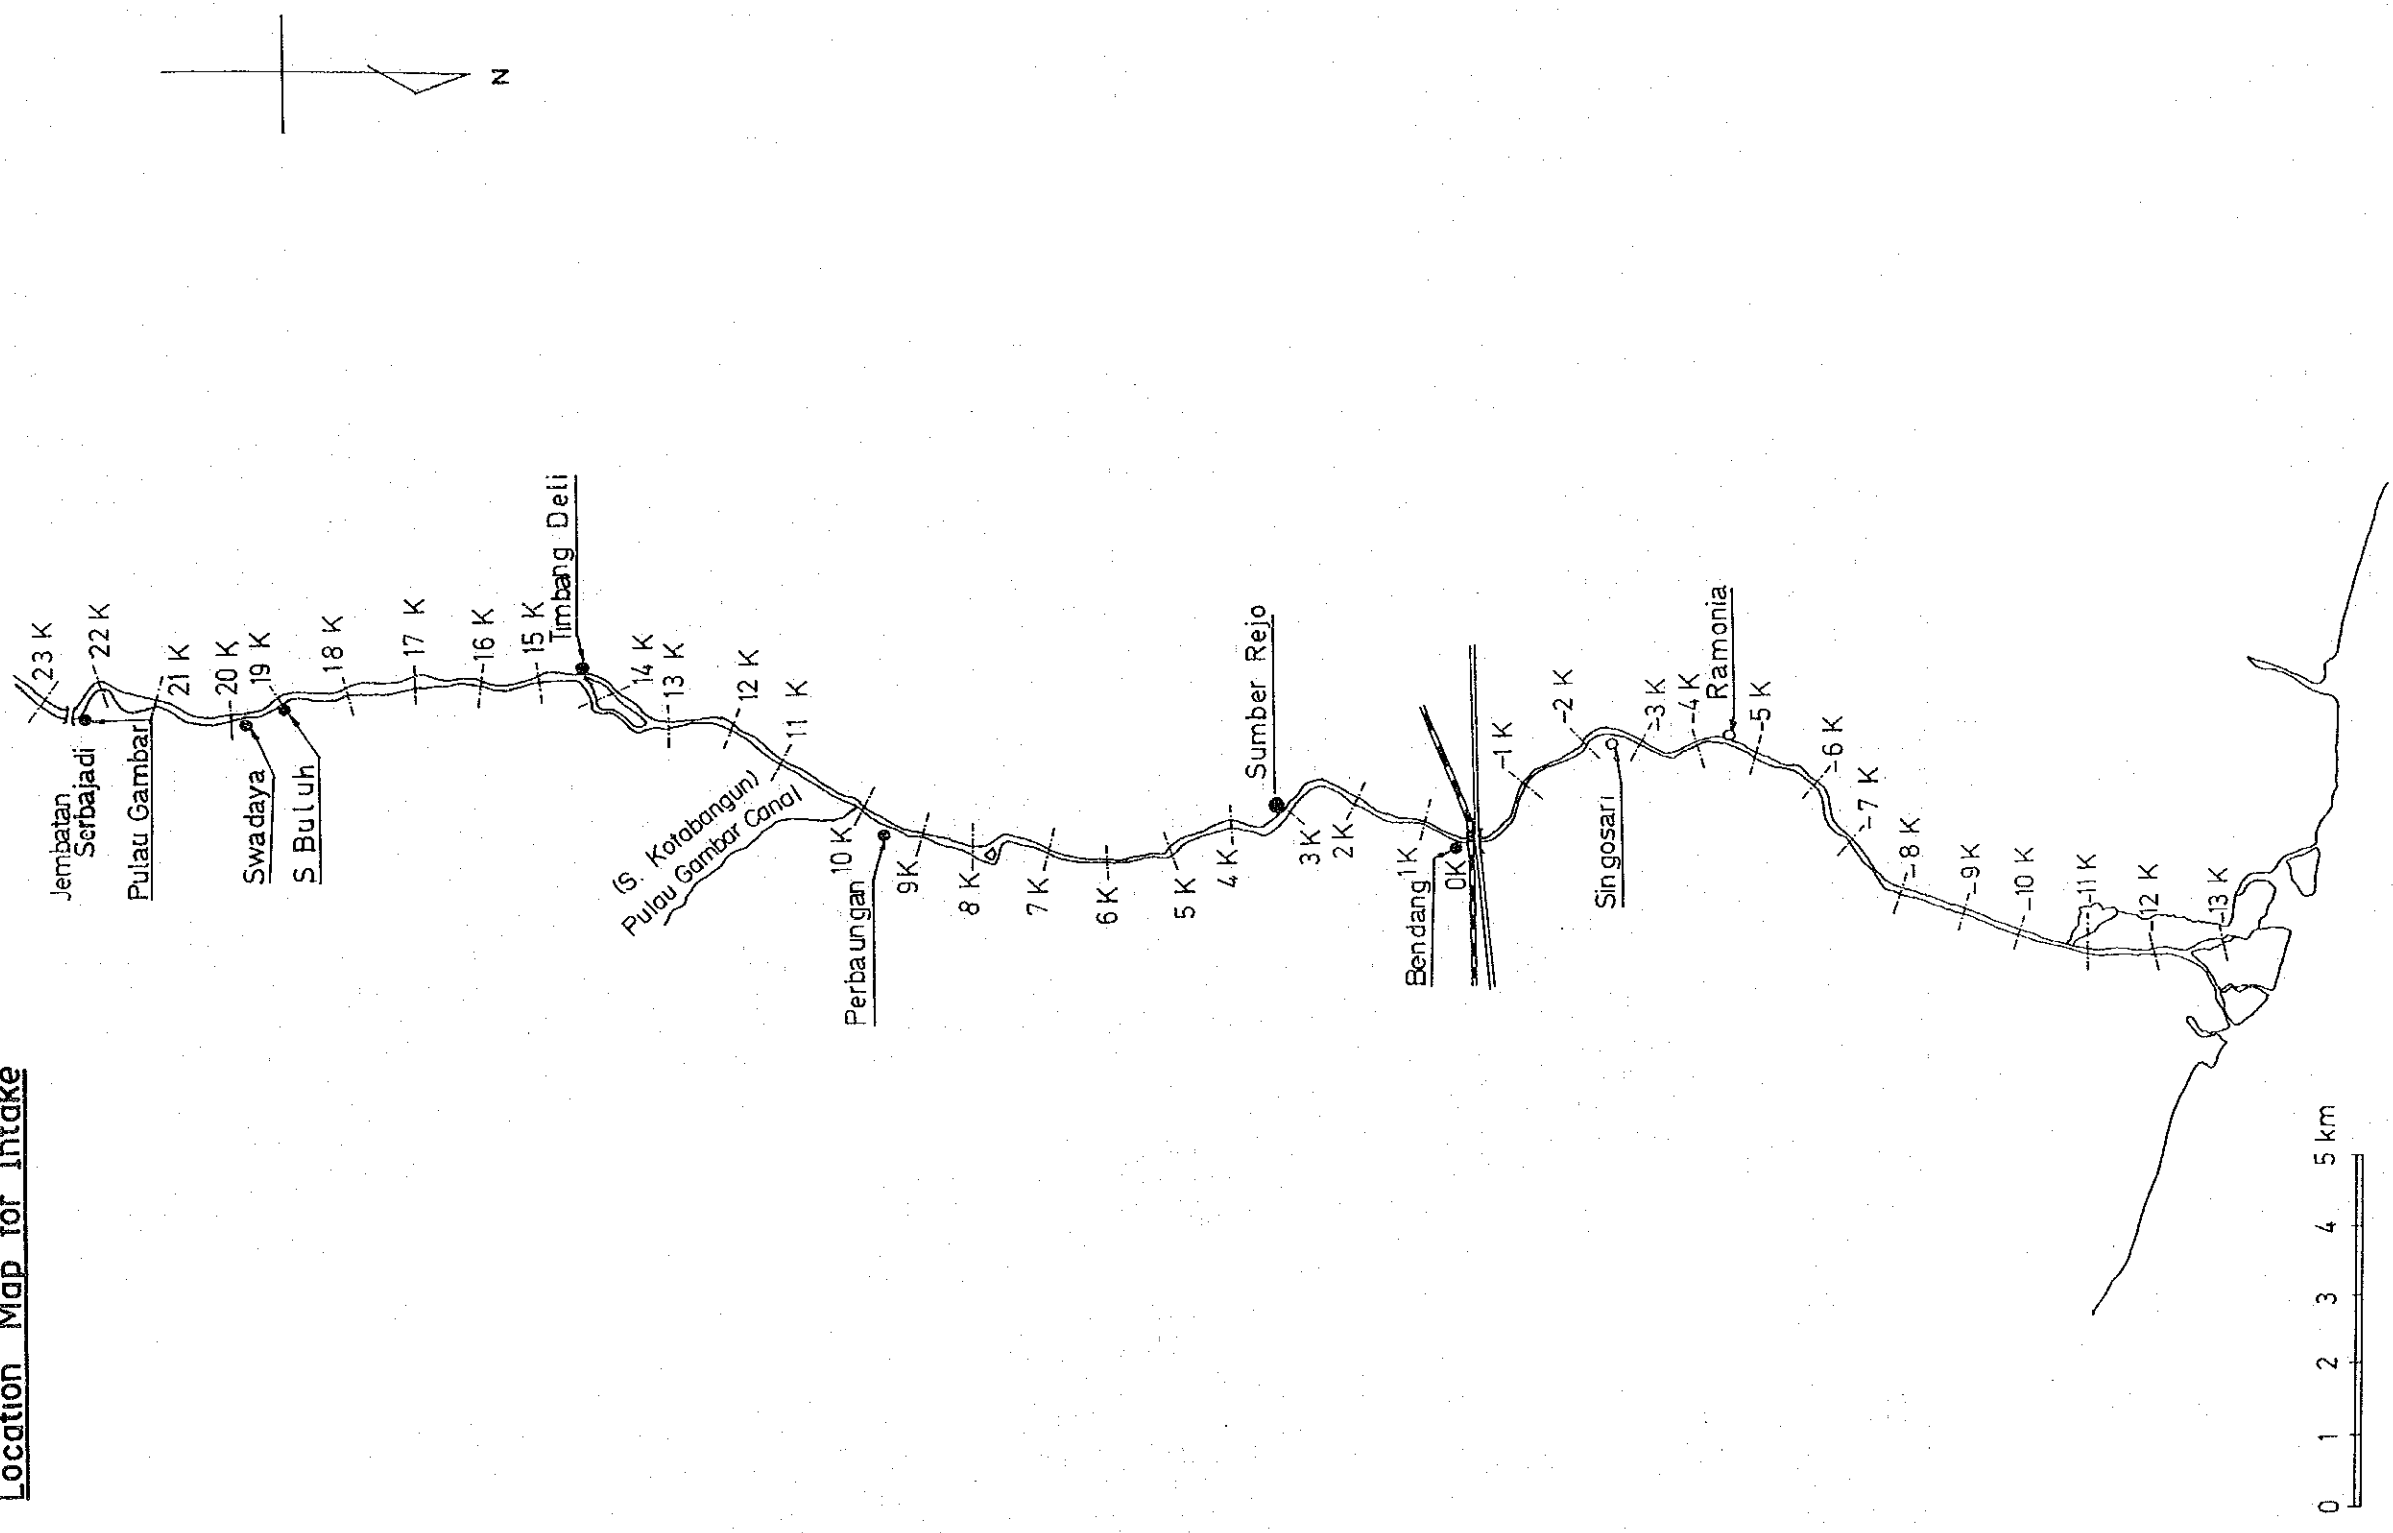 Location Map for Intake
N
Jembatan
Serbajadi
Pulau Gambar
Swadaya
S Buluh
Timbang Deli
(S. Kotabangun)
Pulau Gambar Canal
Perbaungan
Sumber Rejo
Bendang
Singosari
Ramonia
23 K
22 K
21 K
20 K
19 K
18 K
17 K
16 K
15 K
14 K
13 K
12 K
11 K
10 K
9 K
8 K
7 K
6 K
5 K
4 K
3 K
2 K
1 K
0K
-1 K
-2 K
-3 K
-4 K
-5 K
-6 K
-7 K
-8 K
-9 K
-10 K
-11 K
-12 K
-13 K
0 1 2 3 4 5 km